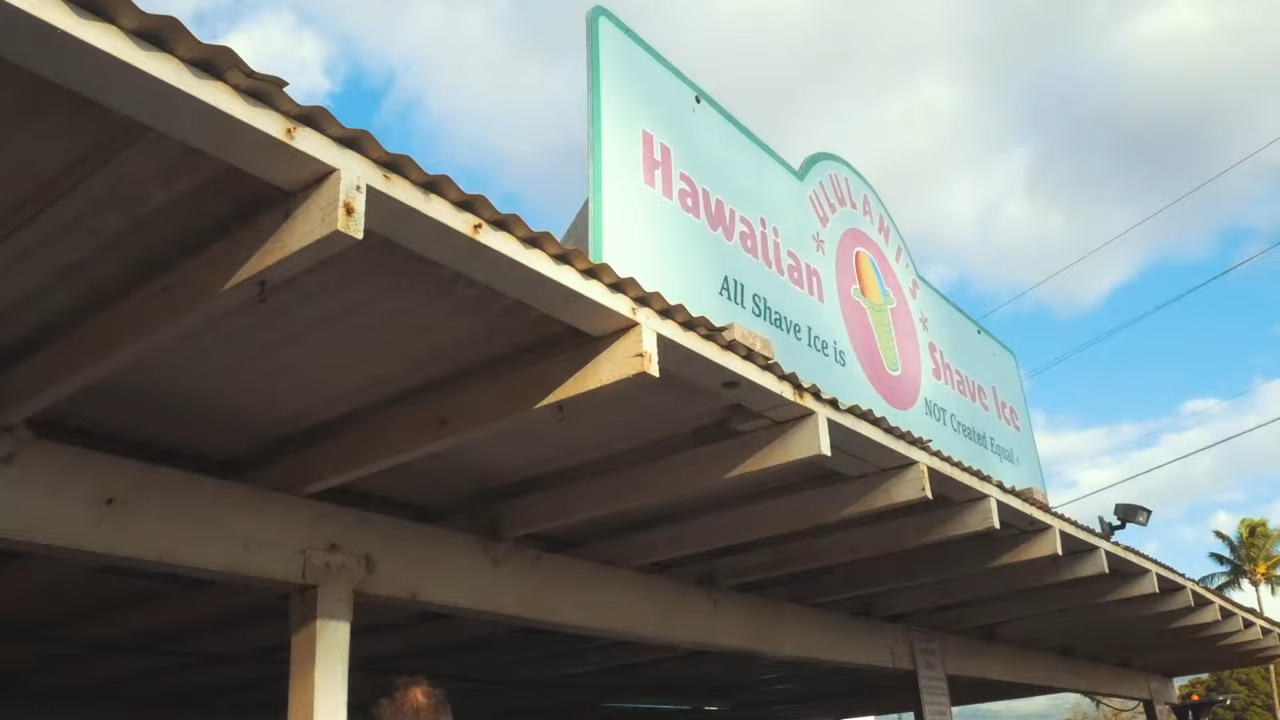 ULULANI'S
Hawaiian Shave Ice
All Shave Ice is NOT Created Equal